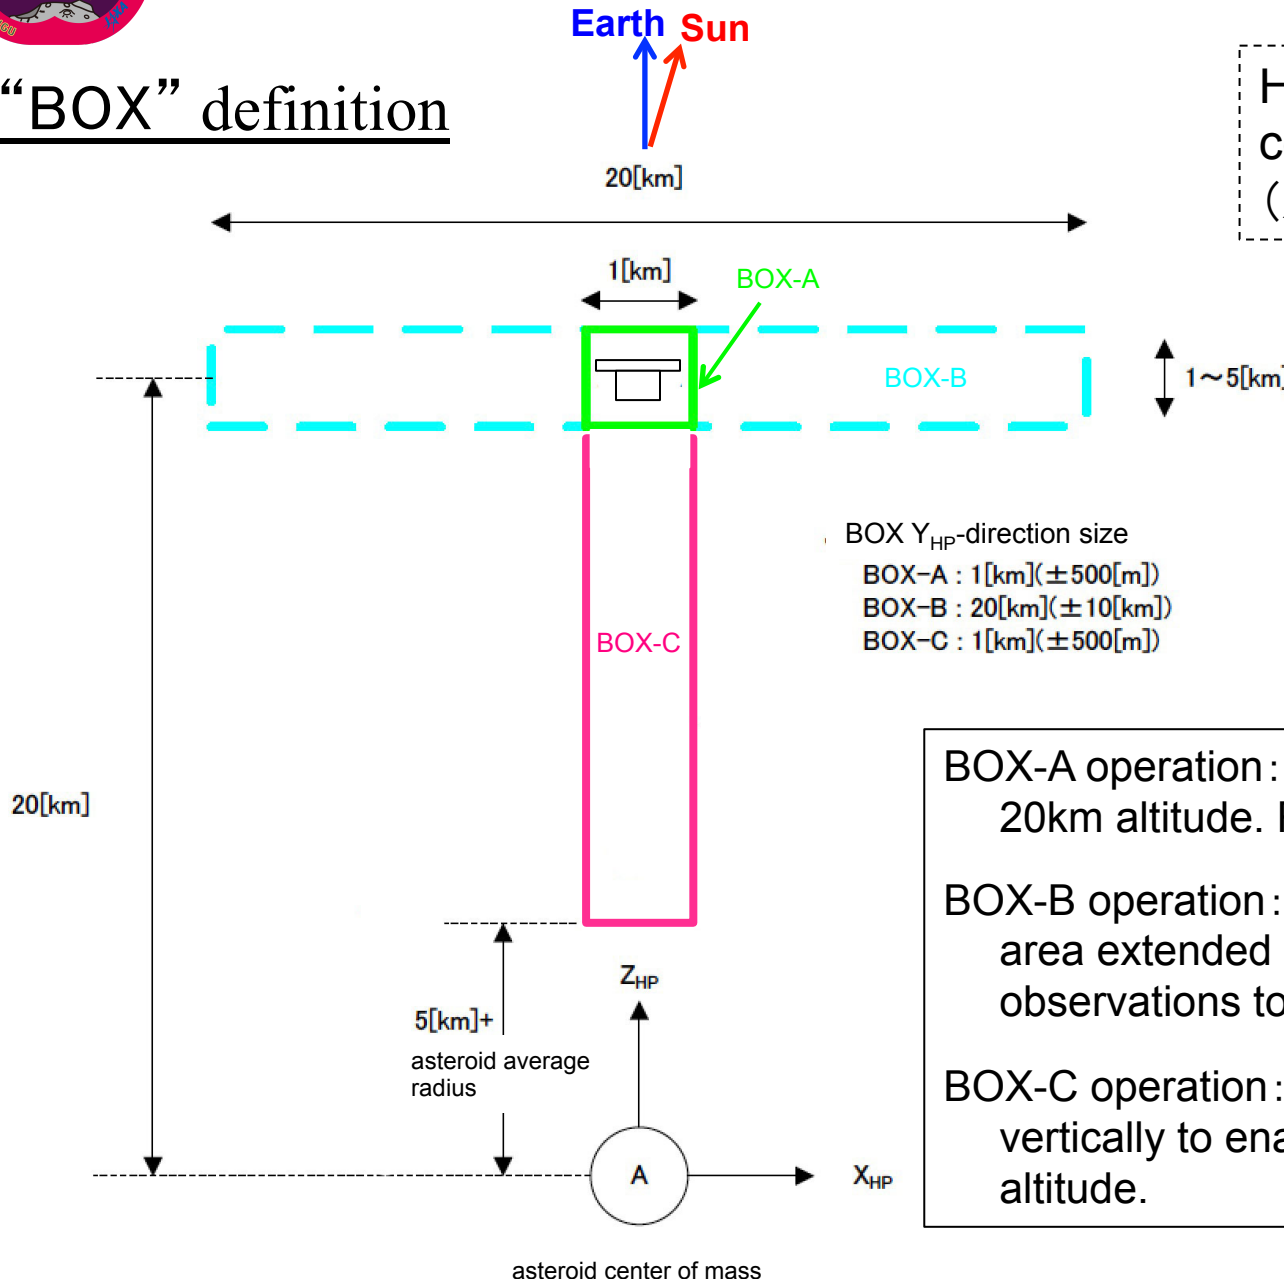 Earth Sun
“BOX” definition
20[km]
1[km]
BOX-A
BOX-B
1～5[km]
BOX Y_HP-direction size
BOX-A : 1[km](±500[m])
BOX-B : 20[km](±10[km])
BOX-C : 1[km](±500[m])
BOX-C
20[km]
BOX-A operation：
20km altitude.
BOX-B operation：
area extended
observations to
BOX-C operation：
vertically to
altitude.
Z_HP
5[km]+
asteroid average
radius
A
X_HP
asteroid center of mass